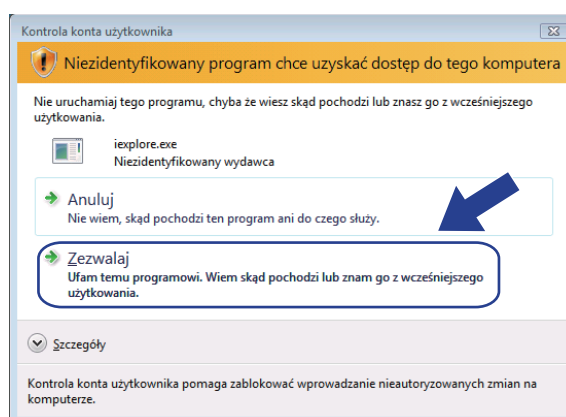 Kontrola konta użytkownika
Niezidentyfikowany program chce uzyskać dostęp do tego komputera
Nie uruchamiaj tego programu, chyba że wiesz skąd pochodzi lub znasz go z wcześniejszego
użytkowania.
iexplore.exe
Niezidentyfikowany wydawca
Anuluj
Nie wiem, skąd pochodzi ten program ani do czego służy.
Zezwalaj
Ufam temu programowi. Wiem skąd pochodzi lub znam go z wcześniejszego
użytkowania.
Szczegóły
Kontrola konta użytkownika pomaga zablokować wprowadzanie nieautoryzowanych zmian na
komputerze.